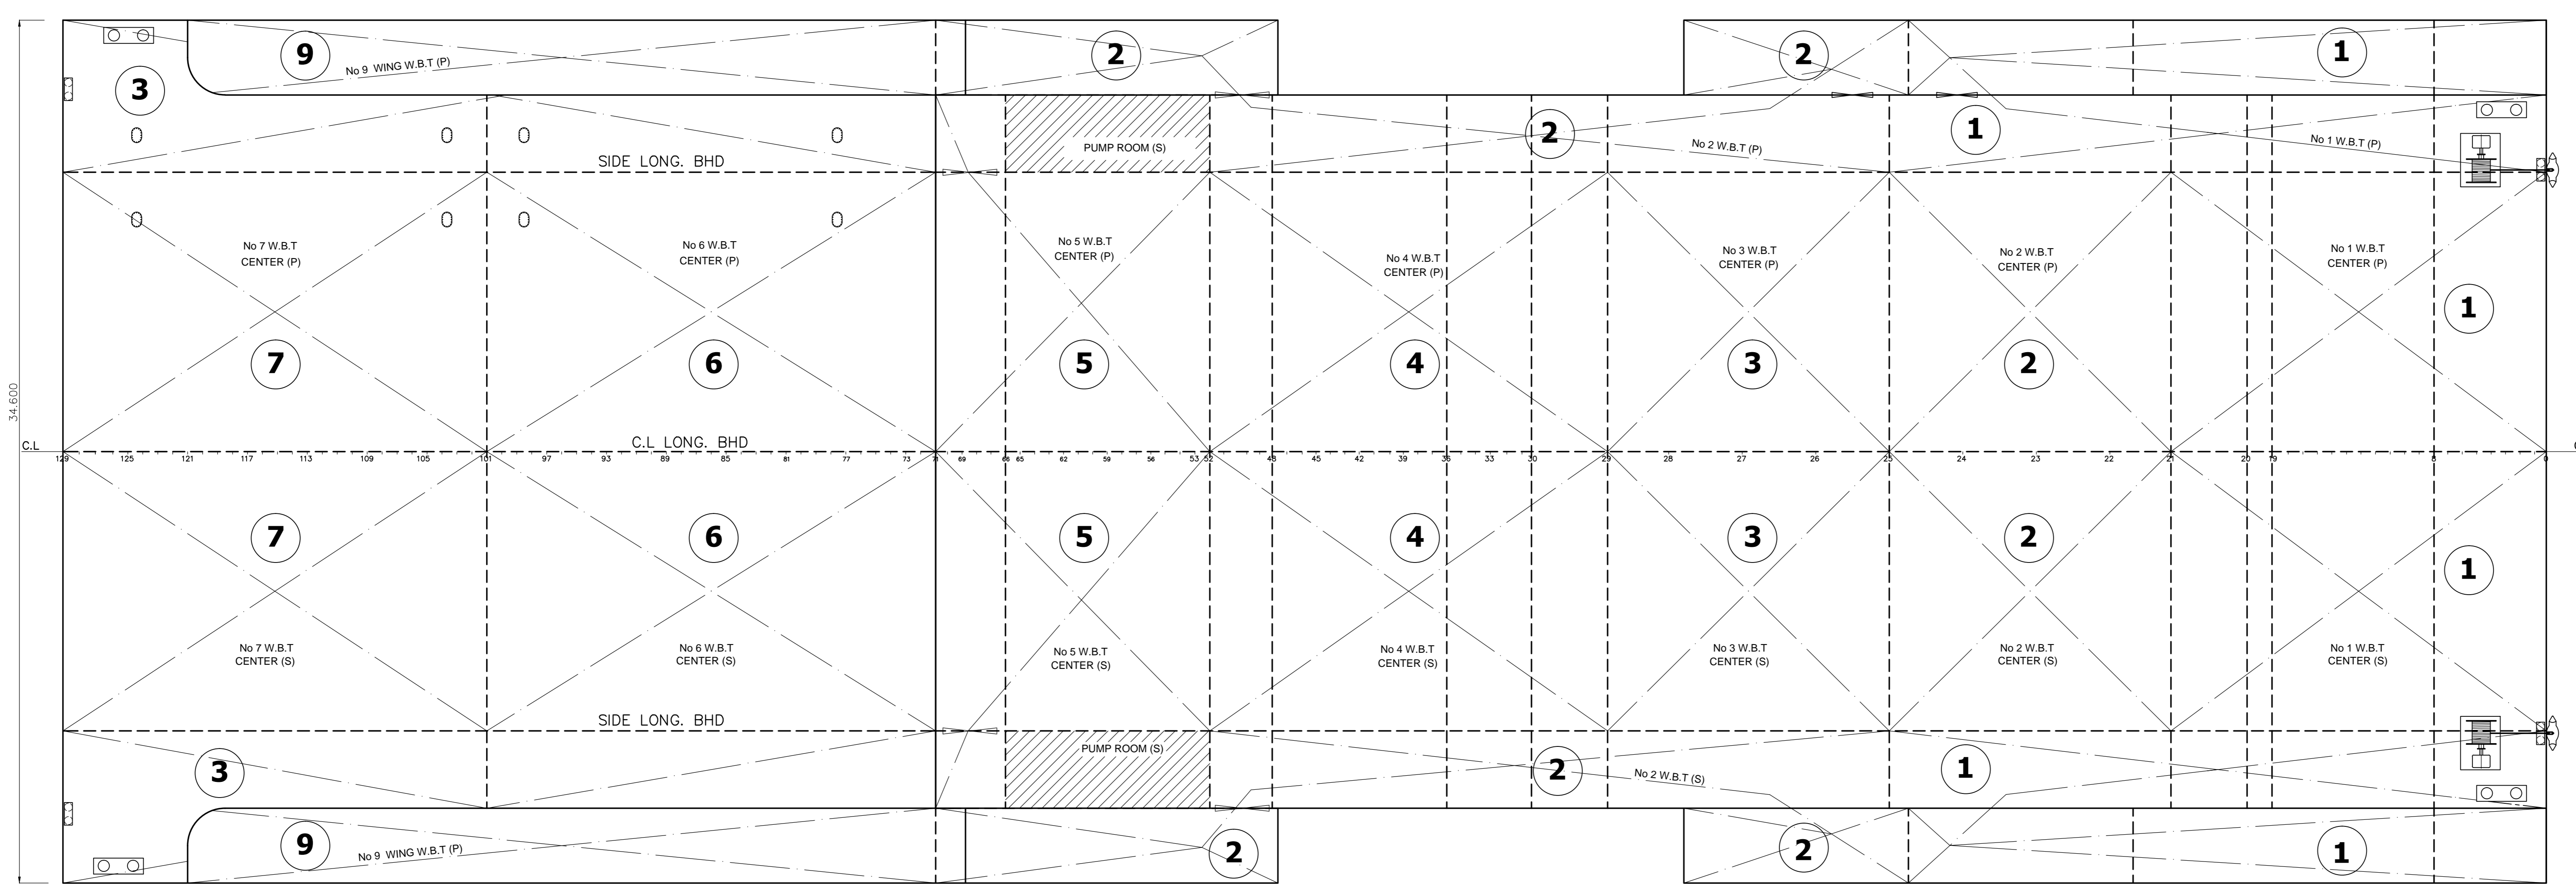 9
2
2
1
No 9 WING W.B.T (P)
3
2
1
PUMP ROOM (S)
No 2 W.B.T (P)
No 1 W.B.T (P)
SIDE LONG. BHD
No 7 W.B.T
CENTER (P)
No 6 W.B.T
CENTER (P)
No 5 W.B.T
CENTER (P)
No 4 W.B.T
CENTER (P)
No 3 W.B.T
CENTER (P)
No 2 W.B.T
CENTER (P)
No 1 W.B.T
CENTER (P)
1
7
6
5
4
3
2
34.600
C.L
C.L LONG. BHD
129 125 121 117 113 109 105 101 97 93 89 85 81 77 73 71 69 66 65 62 59 56 53 52 48 45 42 39 36 33 30 29 28 27 26 25 24 23 22 21 20 19 8 0
7
6
5
4
3
2
1
No 7 W.B.T
CENTER (S)
No 6 W.B.T
CENTER (S)
No 5 W.B.T
CENTER (S)
No 4 W.B.T
CENTER (S)
No 3 W.B.T
CENTER (S)
No 2 W.B.T
CENTER (S)
No 1 W.B.T
CENTER (S)
SIDE LONG. BHD
PUMP ROOM (S)
3
2
No 2 W.B.T (S)
1
9
No 9 WING W.B.T (P)
2
2
1